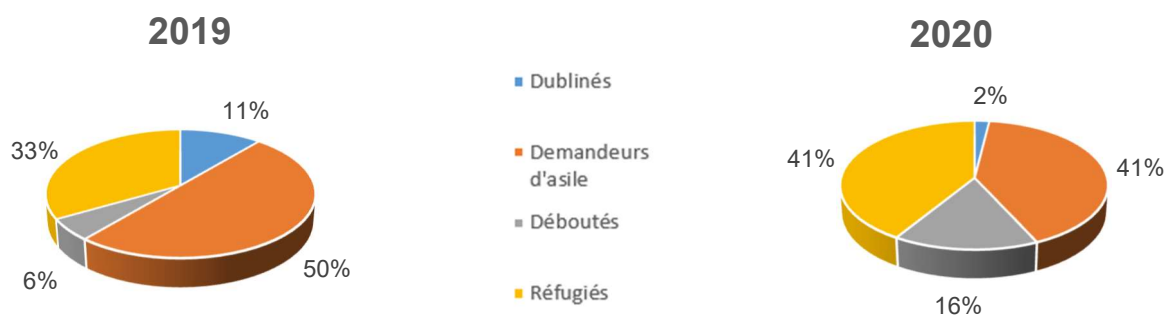 2019
11%
33%
6%
50%
Dublinés
Demandeurs
d'asile
Déboutés
Réfugiés
2020
2%
41%
41%
16%